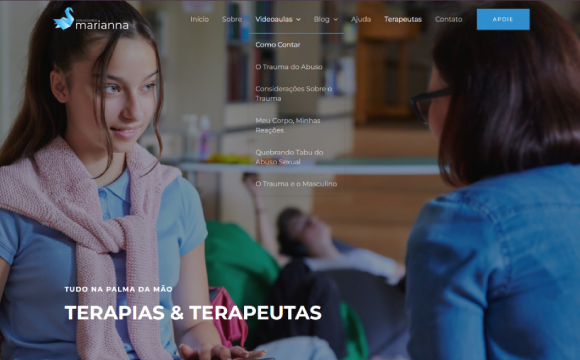 marianna
Início Sobre Videoaulas Blog Ajuda Terapeutas Contato APOIE
Como Contar
O Trauma do Abuso
Considerações Sobre o
Trauma
Meu Corpo, Minhas
Reações
Quebrando Tabu do
Abuso Sexual
O Trauma e o Masculino
TUDO NA PALMA DA MÃO
TERAPIAS & TERAPEUTAS